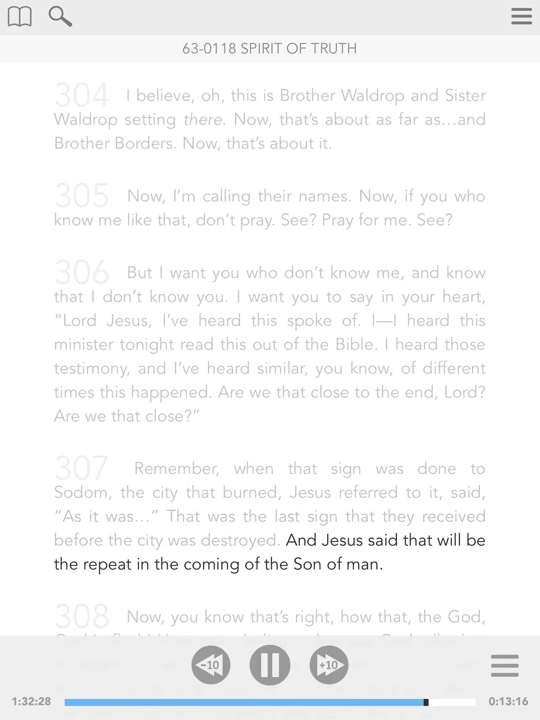 63-0118 SPIRIT OF TRUTH
304 I believe, oh, this is Brother Waldrop and Sister
Waldrop setting there. Now, that’s about as far as…and
Brother Borders. Now, that’s about it.
305 Now, I’m calling their names. Now, if you who
know me like that, don’t pray. See? Pray for me. See?
306 But I want you who don’t know me, and know
that I don’t know you. I want you to say in your heart,
“Lord Jesus, I’ve heard this spoke of. I—I heard this
minister tonight read this out of the Bible. I heard those
testimony, and I’ve heard similar, you know, of different
times this happened. Are we that close to the end, Lord?
Are we that close?”
307 Remember, when that sign was done to
Sodom, the city that burned, Jesus referred to it, said,
“As it was…” That was the last sign that they received
before the city was destroyed. And Jesus said that will be
the repeat in the coming of the Son of man.
308 Now, you know that’s right, how that, the God,
-10 +10
1:32:28 0:13:16